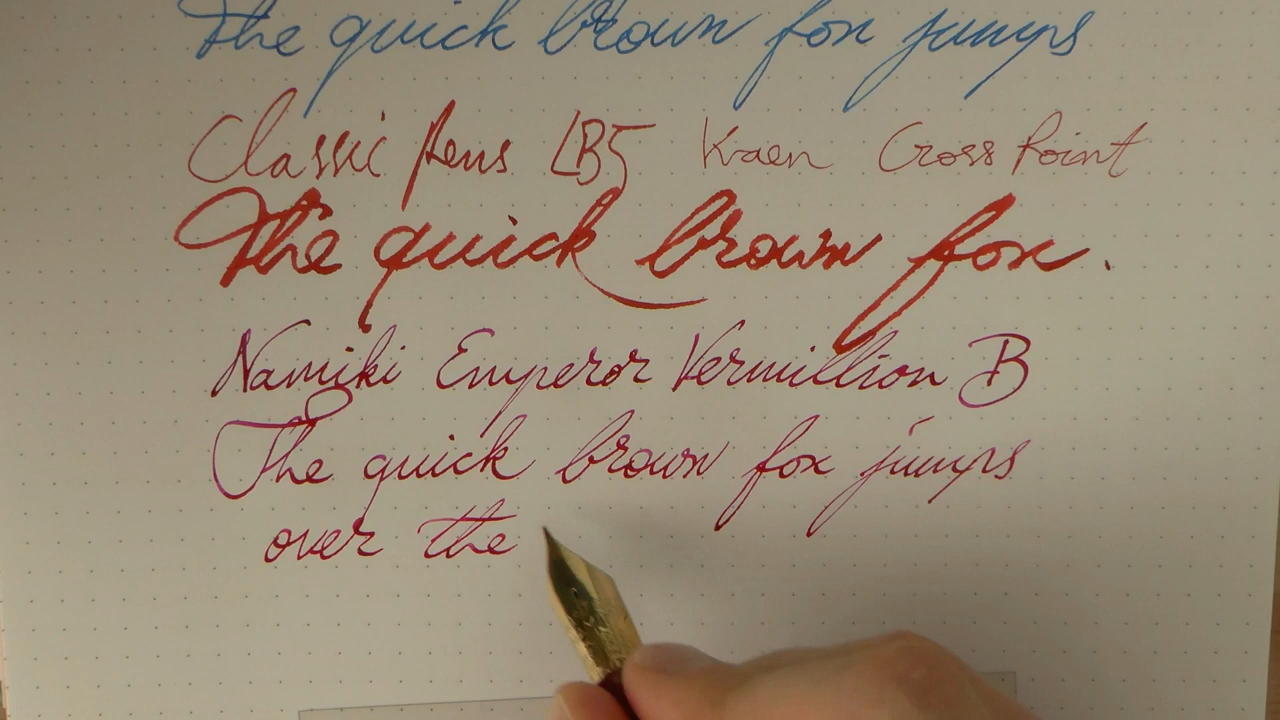 The quick brown fox jumps
Classic Pens LB5 Kraen Cross Point
The quick brown fox.
Namiki Emperor Vermillion B
The quick brown fox jumps
over the